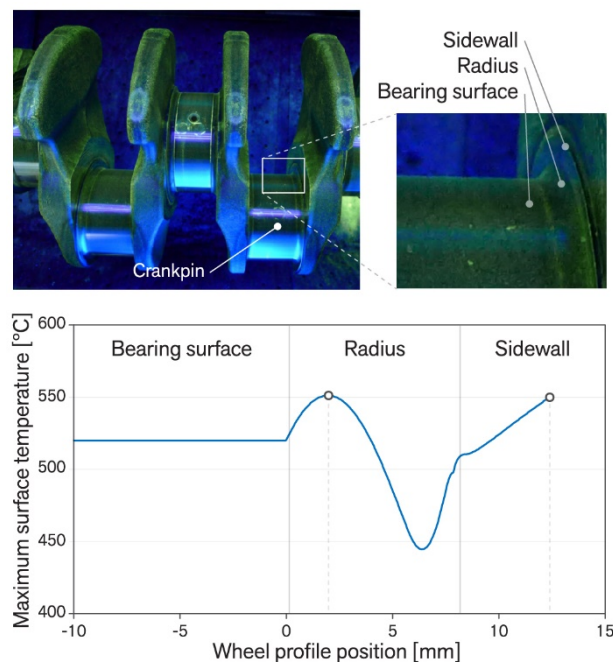 Sidewall
Radius
Bearing surface
Crankpin
Maximum surface temperature [°C]
600
550
500
450
400
Bearing surface Radius Sidewall
-10 -5 0 5 10 15
Wheel profile position [mm]